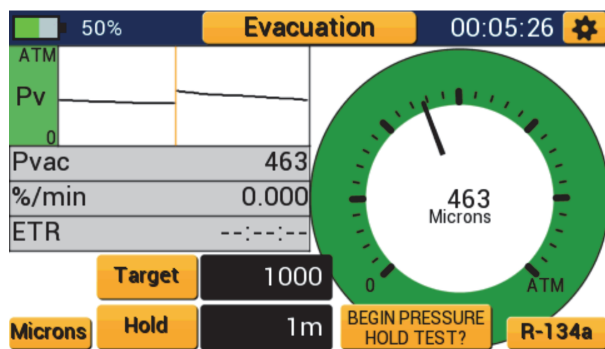 50%
Evacuation
00:05:26
ATM
Pv
0
Pvac 463
%/min 0.000
ETR --:--:--
463
Microns
0
ATM
Target 1000
Microns
Hold 1m
BEGIN PRESSURE
HOLD TEST?
R-134a